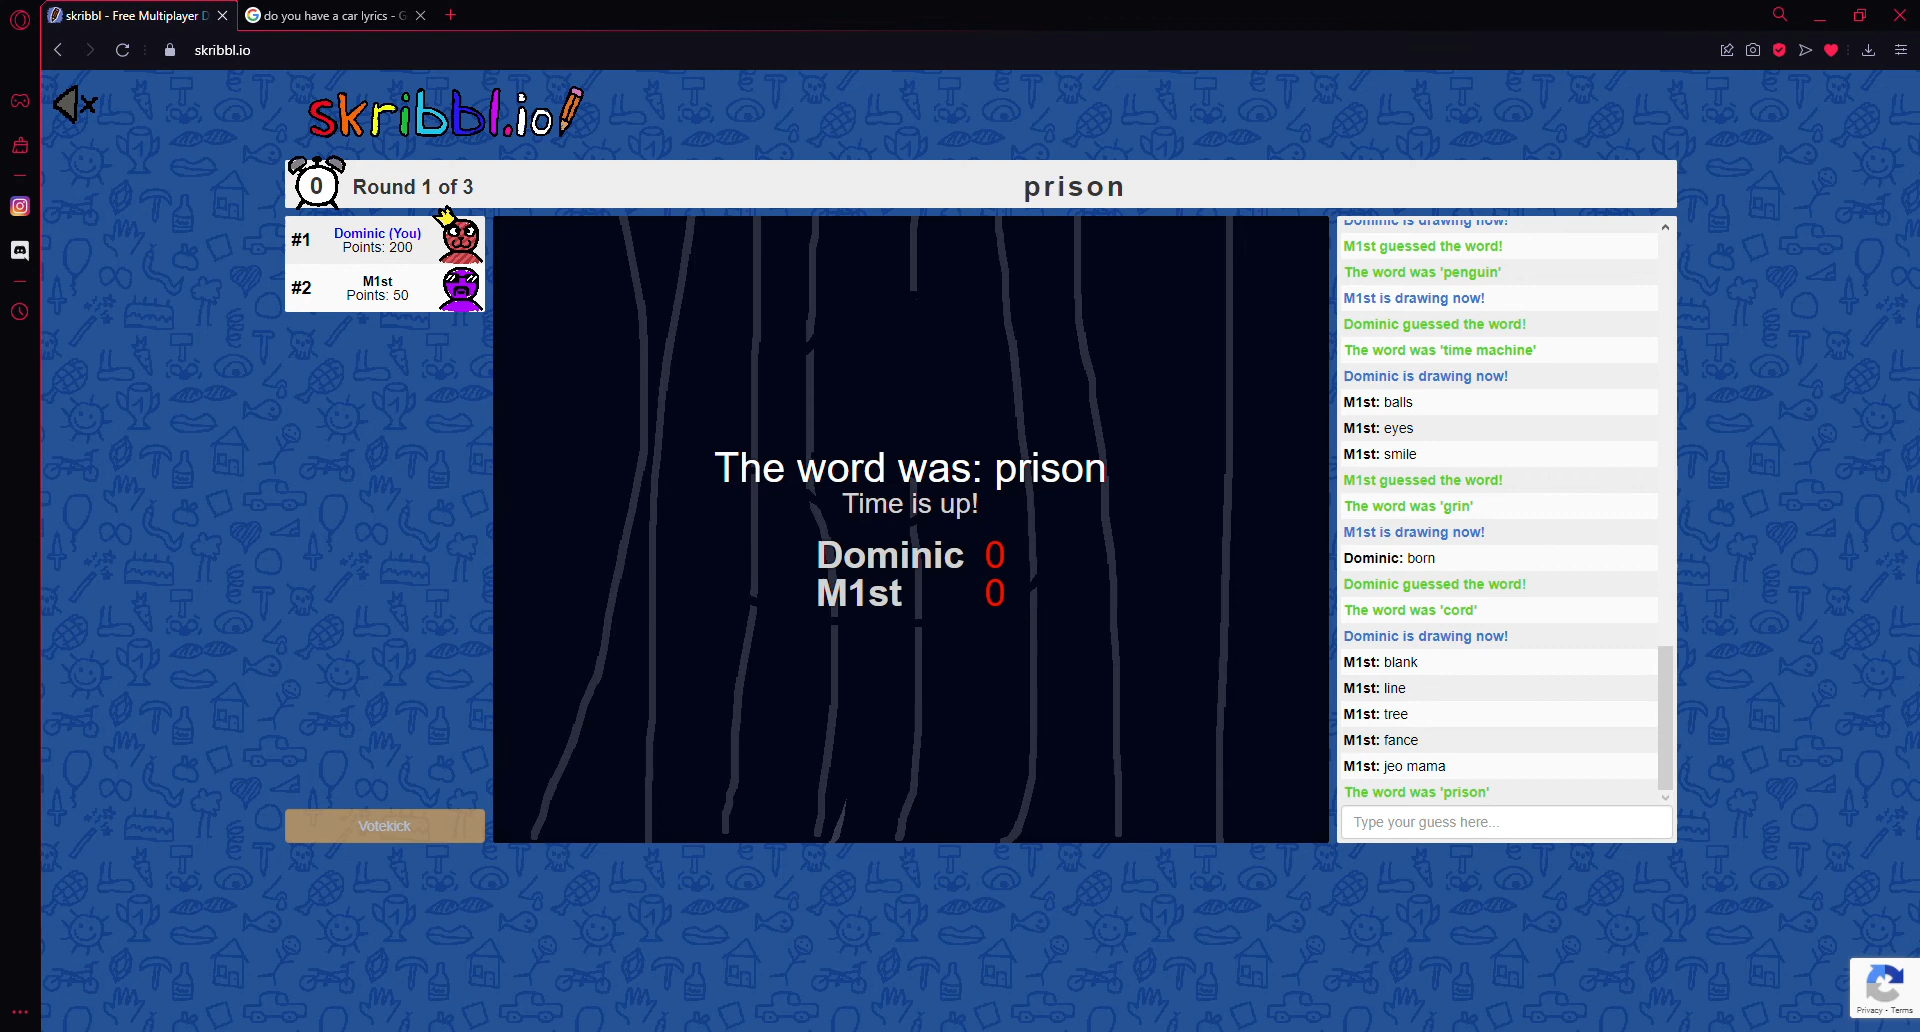 skribbl - Free Multiplayer D
do you have a car lyrics - G
skribbl.io
skribbl.io
0
Round 1 of 3
prison
#1
Dominic (You)
Points: 200
#2
M1st
Points: 50
Votekick
The word was: prison
Time is up!
Dominic 0
M1st 0
Dominic is drawing now!
M1st guessed the word!
The word was 'penguin'
M1st is drawing now!
Dominic guessed the word!
The word was 'time machine'
Dominic is drawing now!
M1st: balls
M1st: eyes
M1st: smile
M1st guessed the word!
The word was 'grin'
M1st is drawing now!
Dominic: born
Dominic guessed the word!
The word was 'cord'
Dominic is drawing now!
M1st: blank
M1st: line
M1st: tree
M1st: fance
M1st: jeo mama
The word was 'prison'
Type your guess here...
Privacy - Terms